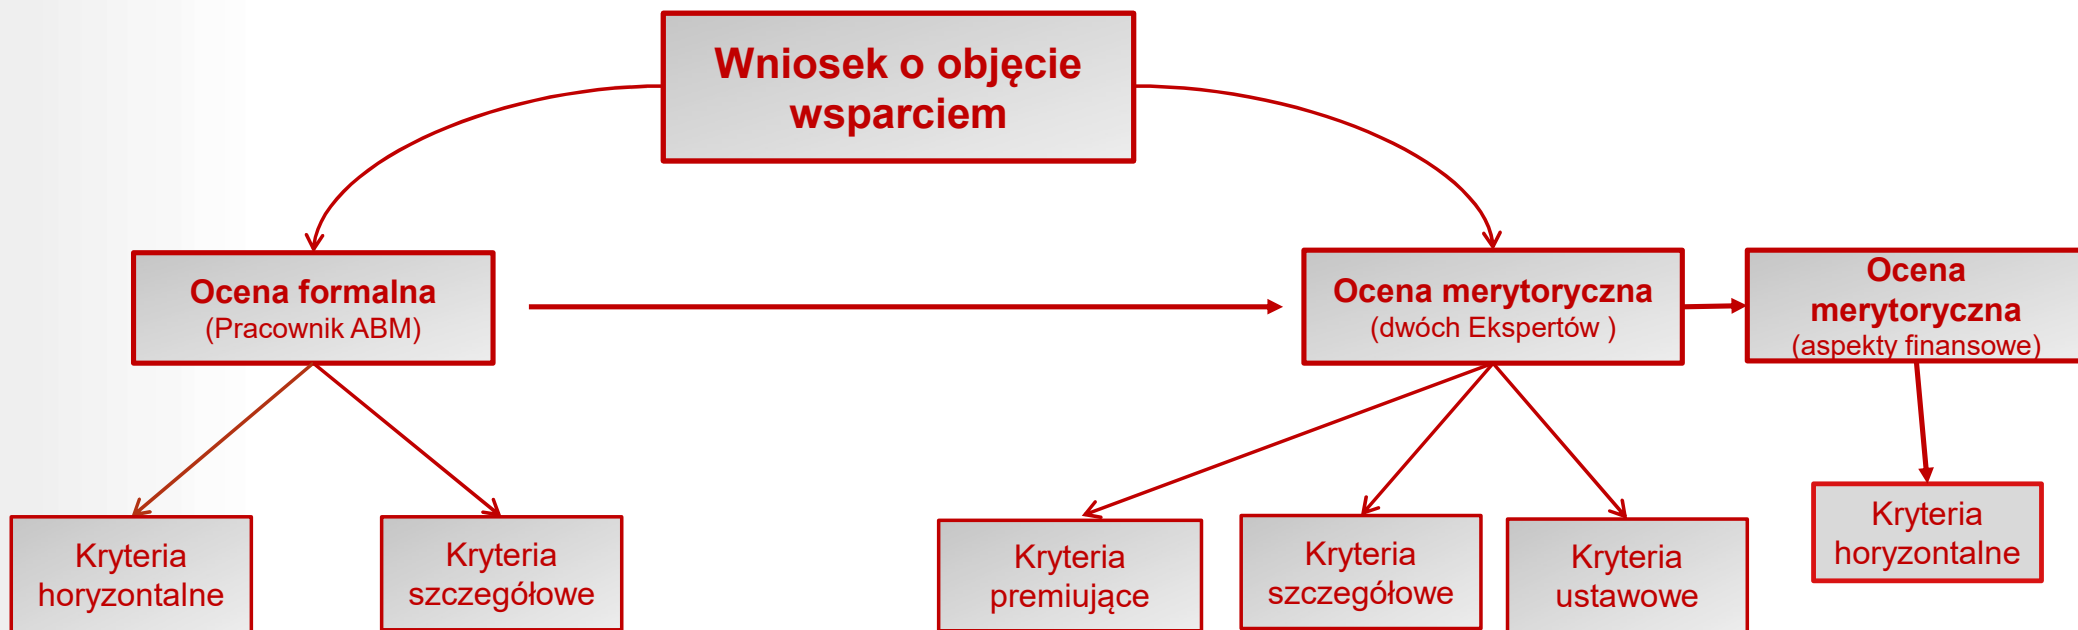 Wniosek o objęcie
wsparciem
Ocena formalna
(Pracownik ABM)
Ocena merytoryczna
(dwóch Ekspertów )
Ocena
merytoryczna
(aspekty finansowe)
Kryteria
horyzontalne
Kryteria
szczegółowe
Kryteria
premiujące
Kryteria
szczegółowe
Kryteria
ustawowe
Kryteria
horyzontalne